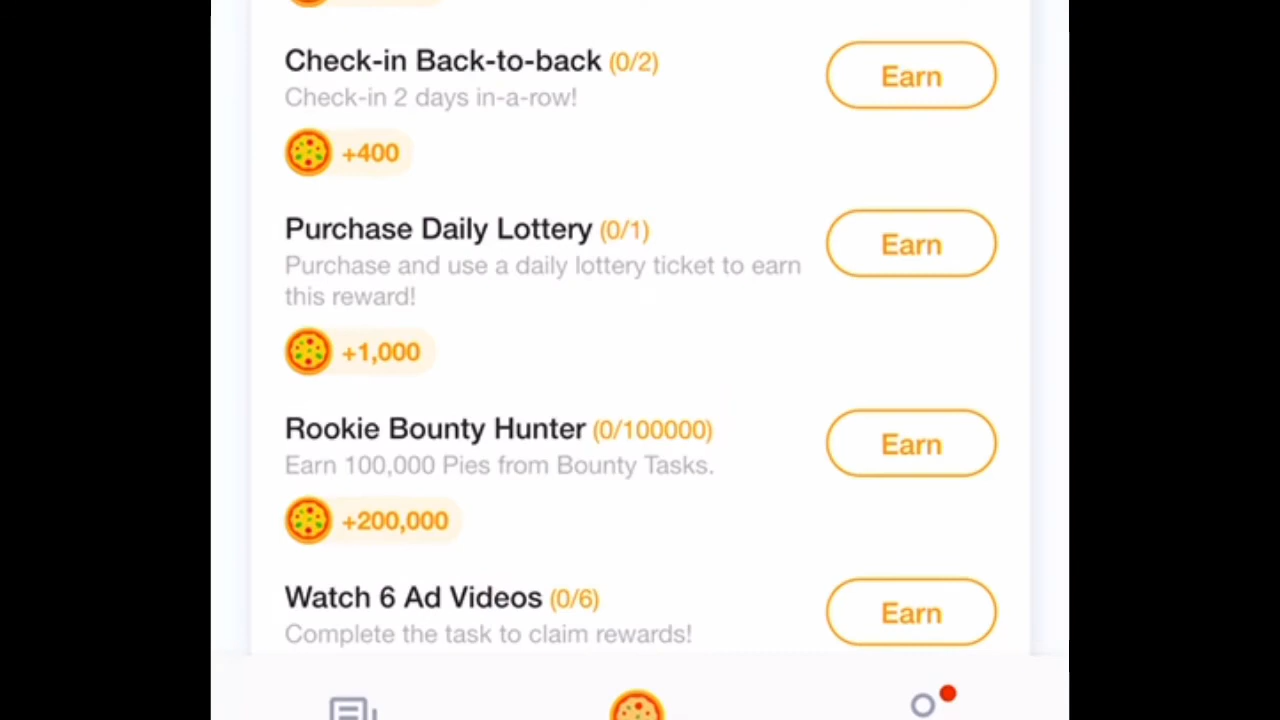 Check-in Back-to-back (0/2)
Earn
Check-in 2 days in-a-row!
+400
Purchase Daily Lottery (0/1)
Earn
Purchase and use a daily lottery ticket to earn
this reward!
+1,000
Rookie Bounty Hunter (0/100000)
Earn
Earn 100,000 Pies from Bounty Tasks.
+200,000
Watch 6 Ad Videos (0/6)
Earn
Complete the task to claim rewards!